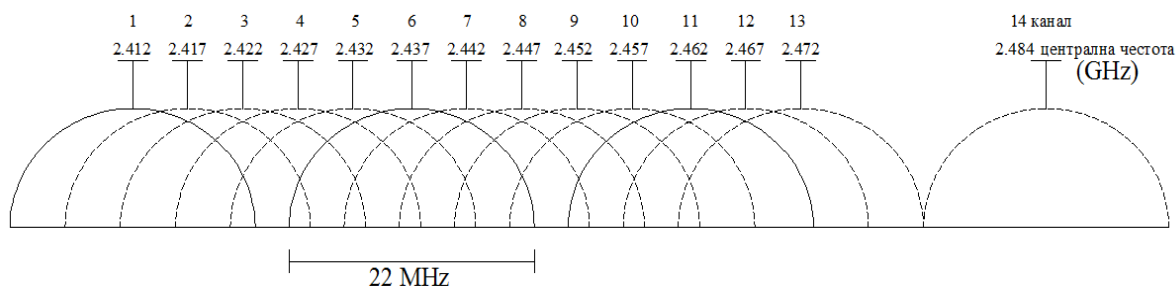 1 2 3 4 5 6 7 8 9 10 11 12 13 14 канал
2.412 2.417 2.422 2.427 2.432 2.437 2.442 2.447 2.452 2.457 2.462 2.467 2.472 2.484 централна честота
(GHz)
22 MHz